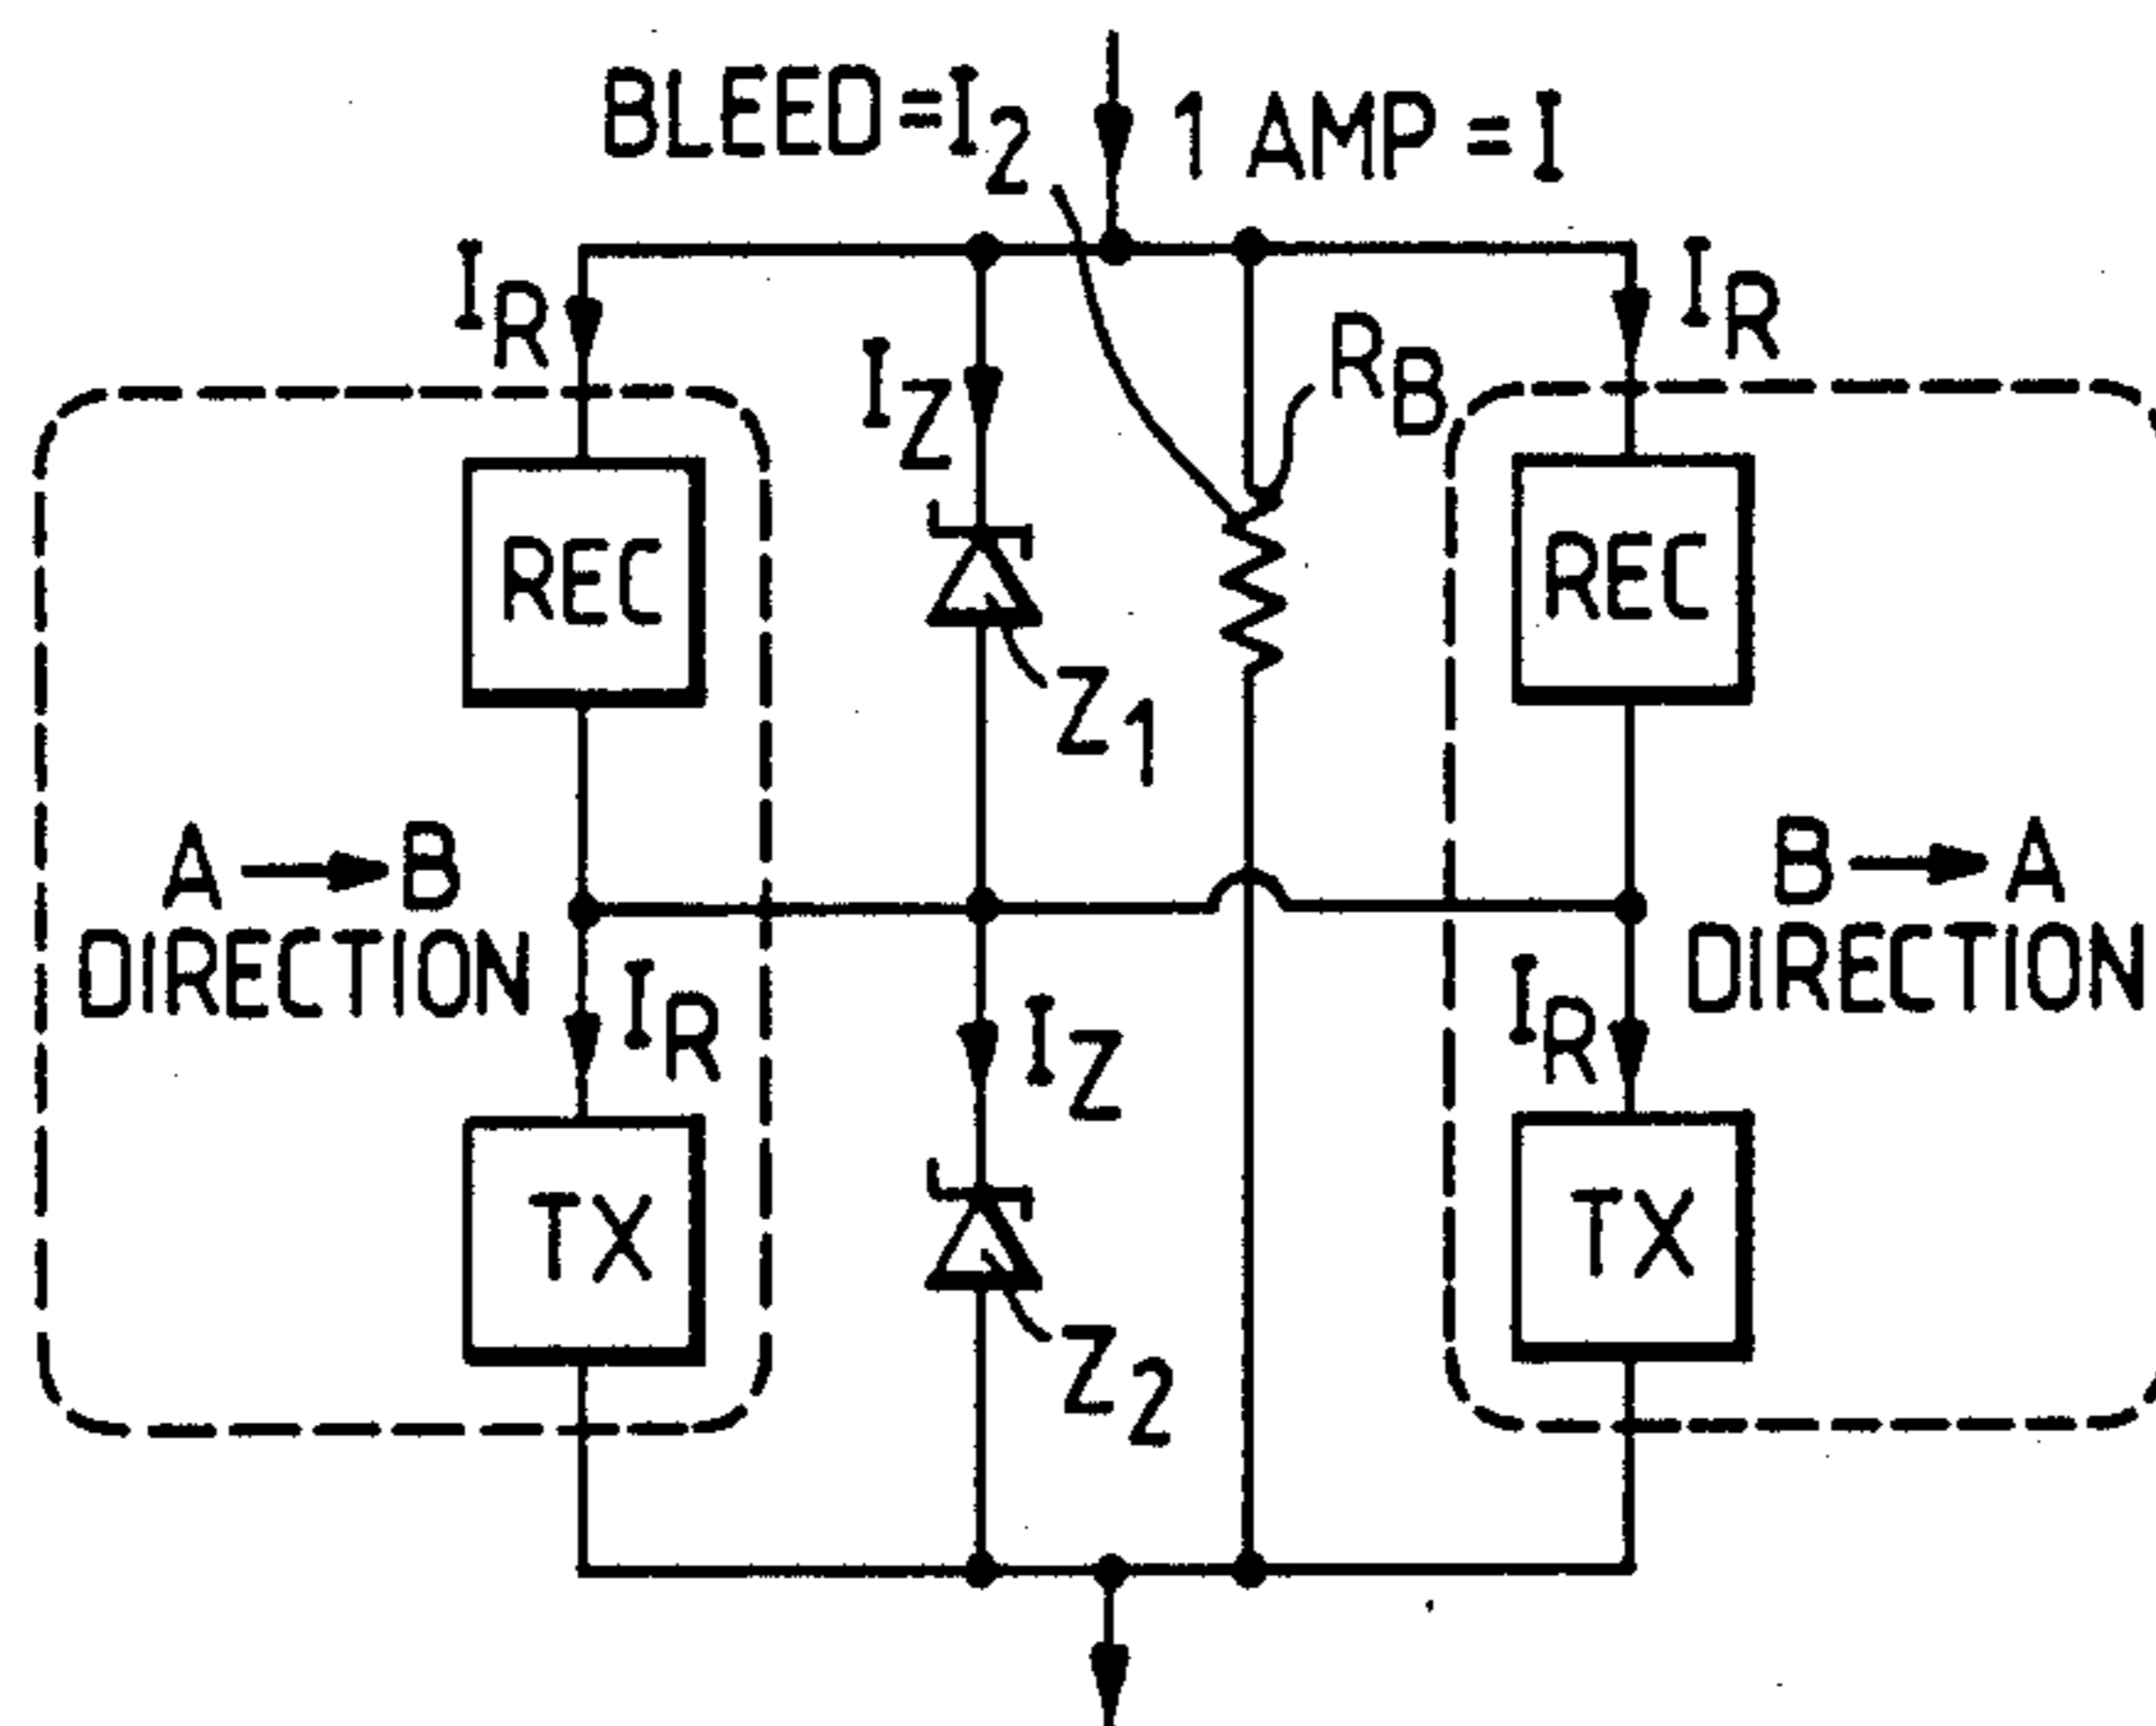 BLEED=I2
1 AMP=I
IR
IR
IZ
RB
REC
REC
Z1
A→B
DIRECTION
B→A
DIRECTION
IR
IZ
IR
TX
TX
Z2